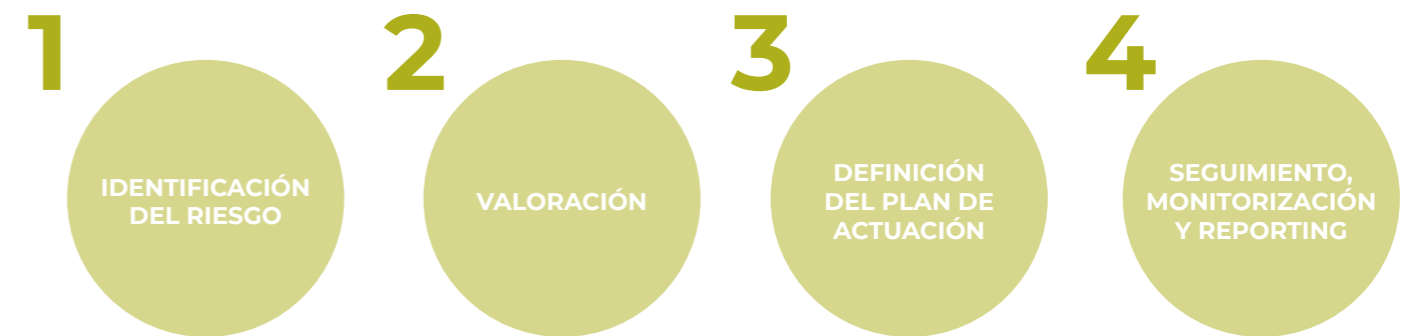 1
IDENTIFICACIÓN
DEL RIESGO
2
VALORACIÓN
3
DEFINICIÓN
DEL PLAN DE
ACTUACIÓN
4
SEGUIMIENTO,
MONITORIZACIÓN
Y REPORTING